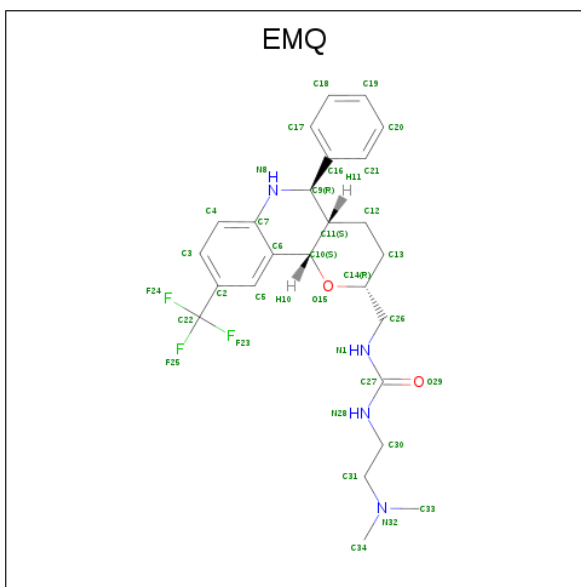 EMQ
C18
C19
C17
C20
C16
C21
N8
H
N
C9(R)
H11
H
C4
C7
C12
C11(S)
C3
C6
C10(S)
C13
F24
C14(R)
F
C2
C5
H
H10
O
O15
C22
F
F23
C26
F
F25
N1
HN
C27
O
O29
N28
HN
C30
C31
N
N32
C33
C34